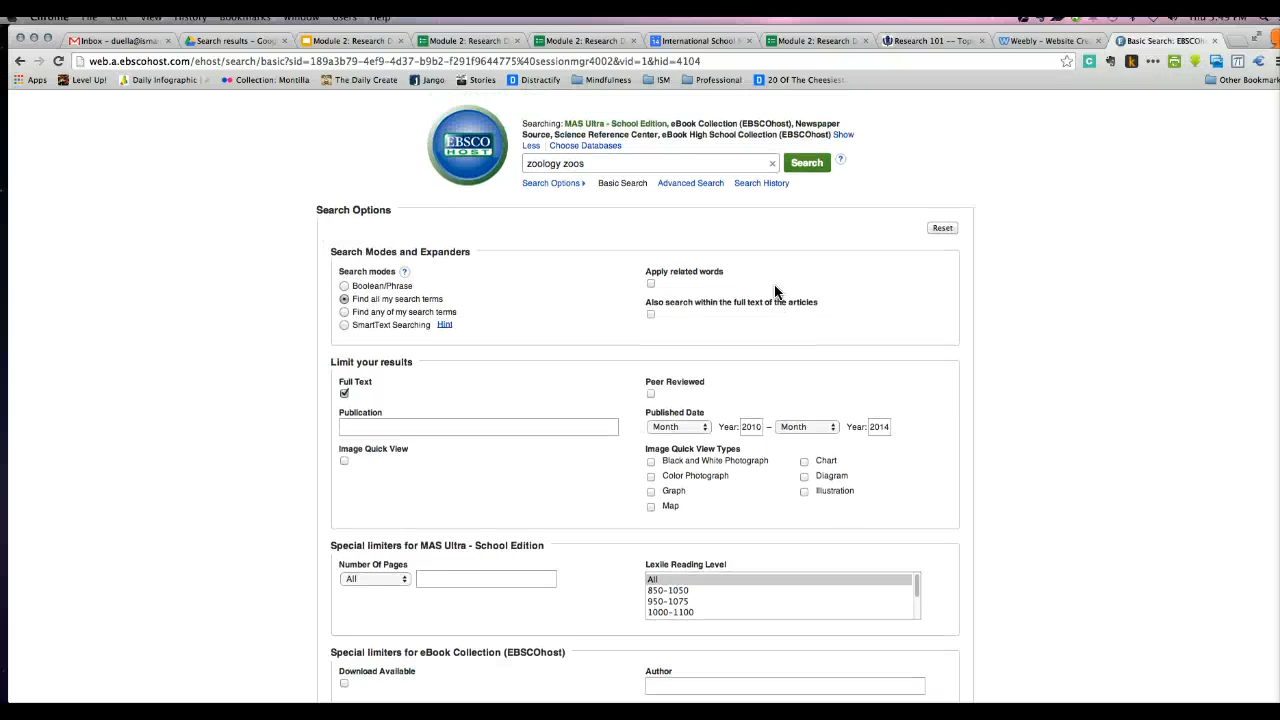 Chrome File Edit View History Bookmarks Window Users Help Thu 3:49 PM
Inbox – duella@isma Search results – Goog Module 2: Research D Module 2: Research D Module 2: Research D International School M Module 2: Research D Research 101 -- Topi Weebly - Website Cre Basic Search: EBSCOh
web.a.ebscohost.com/ehost/search/basic?sid=189a3b79-4ef9-4d37-b9b2-f291f9644775%40sessionmgr4002&vid=1&hid=4104
Apps Level Up! Daily Infographic Collection: Montilla The Daily Create Jango Stories Distractify Mindfulness ISM Professional 20 Of The Cheesiest Other Bookmark
Searching: MAS Ultra - School Edition, eBook Collection (EBSCOhost), Newspaper
Source, Science Reference Center, eBook High School Collection (EBSCOhost) Show
Less Choose Databases
EBSCO
HOST
zoology zoos Search
Search Options Basic Search Advanced Search Search History
Search Options
Reset
Search Modes and Expanders
Search modes
Boolean/Phrase
Find all my search terms
Find any of my search terms
SmartText Searching Hint
Apply related words
Also search within the full text of the articles
Limit your results
Full Text
Peer Reviewed
Publication
Published Date
Month Year: 2010 – Month Year: 2014
Image Quick View
Image Quick View Types
Black and White Photograph Chart
Color Photograph Diagram
Graph Illustration
Map
Special limiters for MAS Ultra - School Edition
Number Of Pages
All
Lexile Reading Level
All
850-1050
950-1075
1000-1100
Special limiters for eBook Collection (EBSCOhost)
Download Available
Author